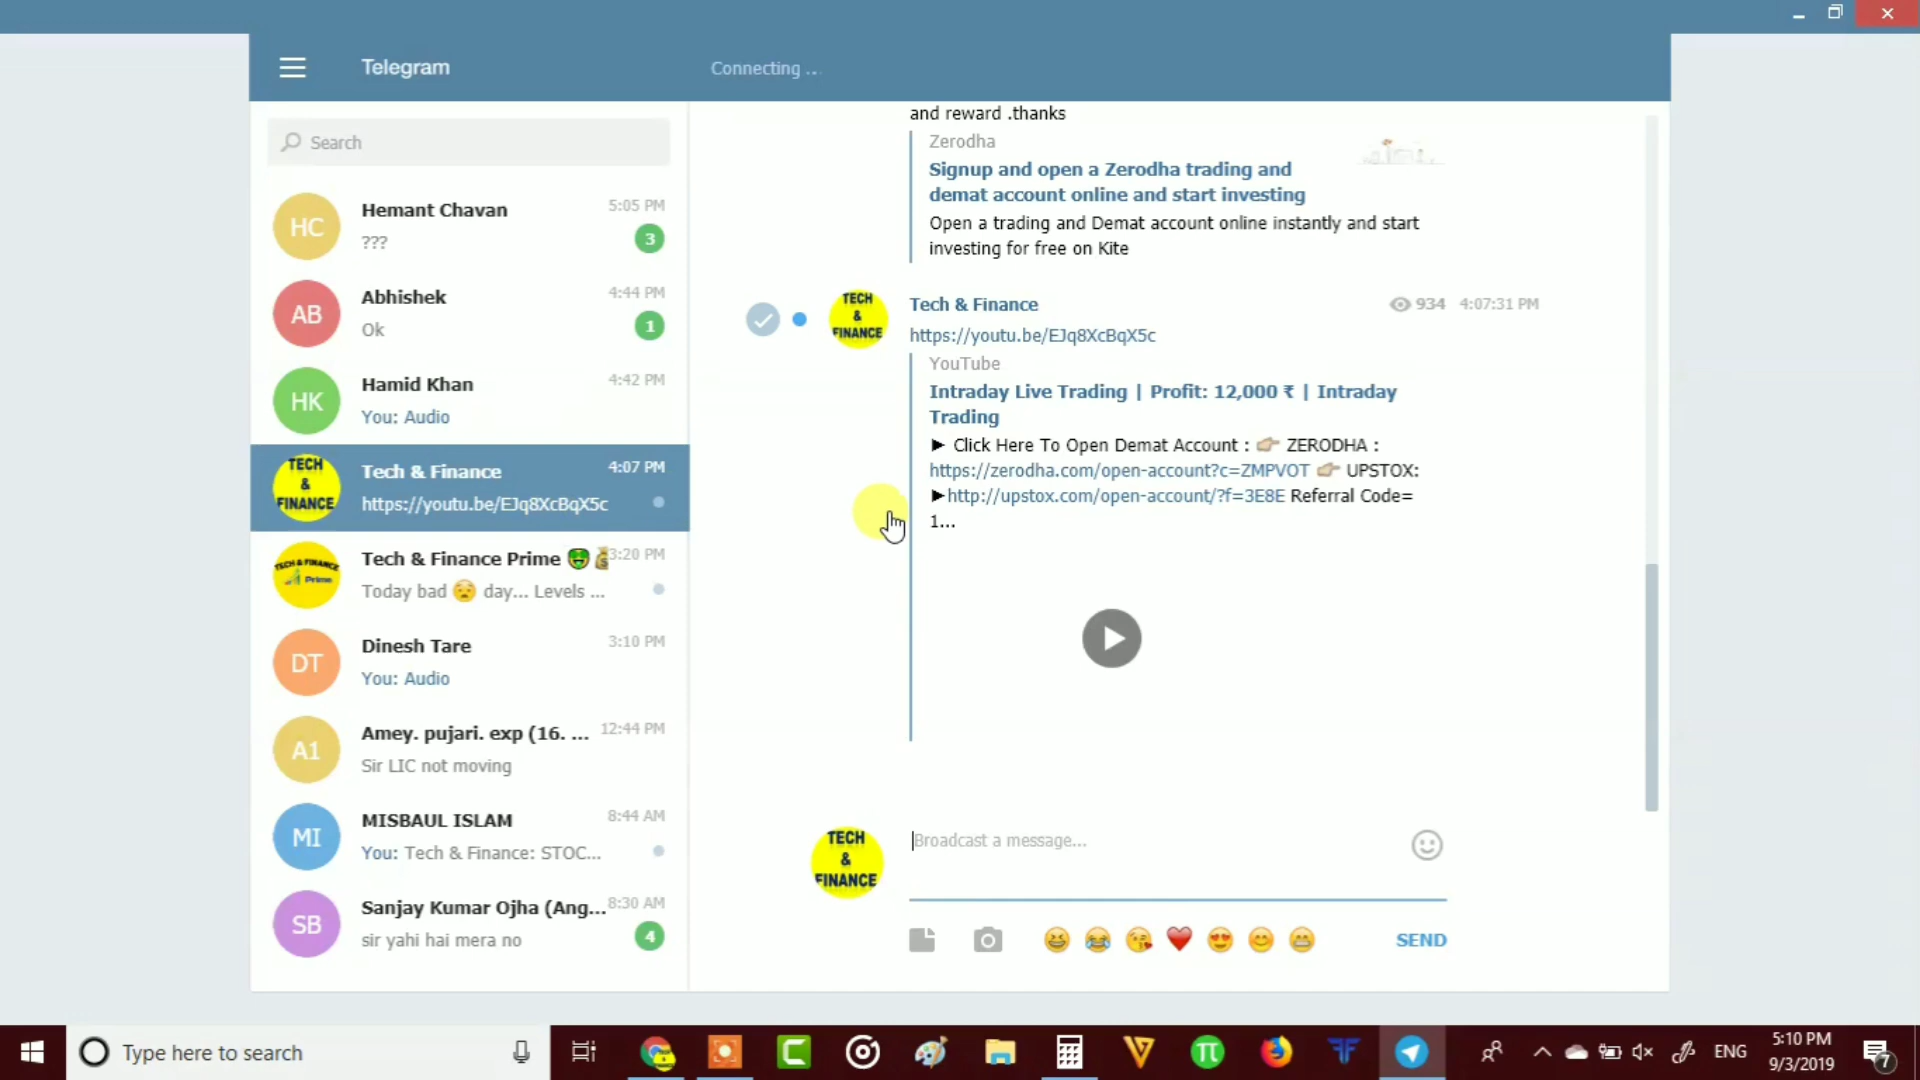 Telegram
Connecting ...
Search
HC
Hemant Chavan
5:05 PM
???
3
AB
Abhishek
4:44 PM
Ok
1
HK
Hamid Khan
4:42 PM
You: Audio
TECH
&
FINANCE
Tech & Finance
4:07 PM
https://youtu.be/EJq8XcBqX5c
TECH & FINANCE
Prime
Tech & Finance Prime 🤑💰
3:20 PM
Today bad 😧 day... Levels ...
DT
Dinesh Tare
3:10 PM
You: Audio
A1
Amey. pujari. exp (16. ...
12:44 PM
Sir LIC not moving
MI
MISBAUL ISLAM
8:44 AM
You: Tech & Finance: STOC...
SB
Sanjay Kumar Ojha (Ang...
8:30 AM
sir yahi hai mera no
4
and reward .thanks
Zerodha
Signup and open a Zerodha trading and
demat account online and start investing
Open a trading and Demat account online instantly and start
investing for free on Kite
TECH
&
FINANCE
Tech & Finance
934 4:07:31 PM
https://youtu.be/EJq8XcBqX5c
YouTube
Intraday Live Trading | Profit: 12,000 ₹ | Intraday
Trading
► Click Here To Open Demat Account : 👉 ZERODHA :
https://zerodha.com/open-account?c=ZMPVOT 👉 UPSTOX:
►http://upstox.com/open-account/?f=3E8E Referral Code=
1...
TECH
&
FINANCE
Broadcast a message...
😆 😂 😘 ❤️ 😍 😊 😁
SEND
Type here to search
ENG
5:10 PM
9/3/2019
7